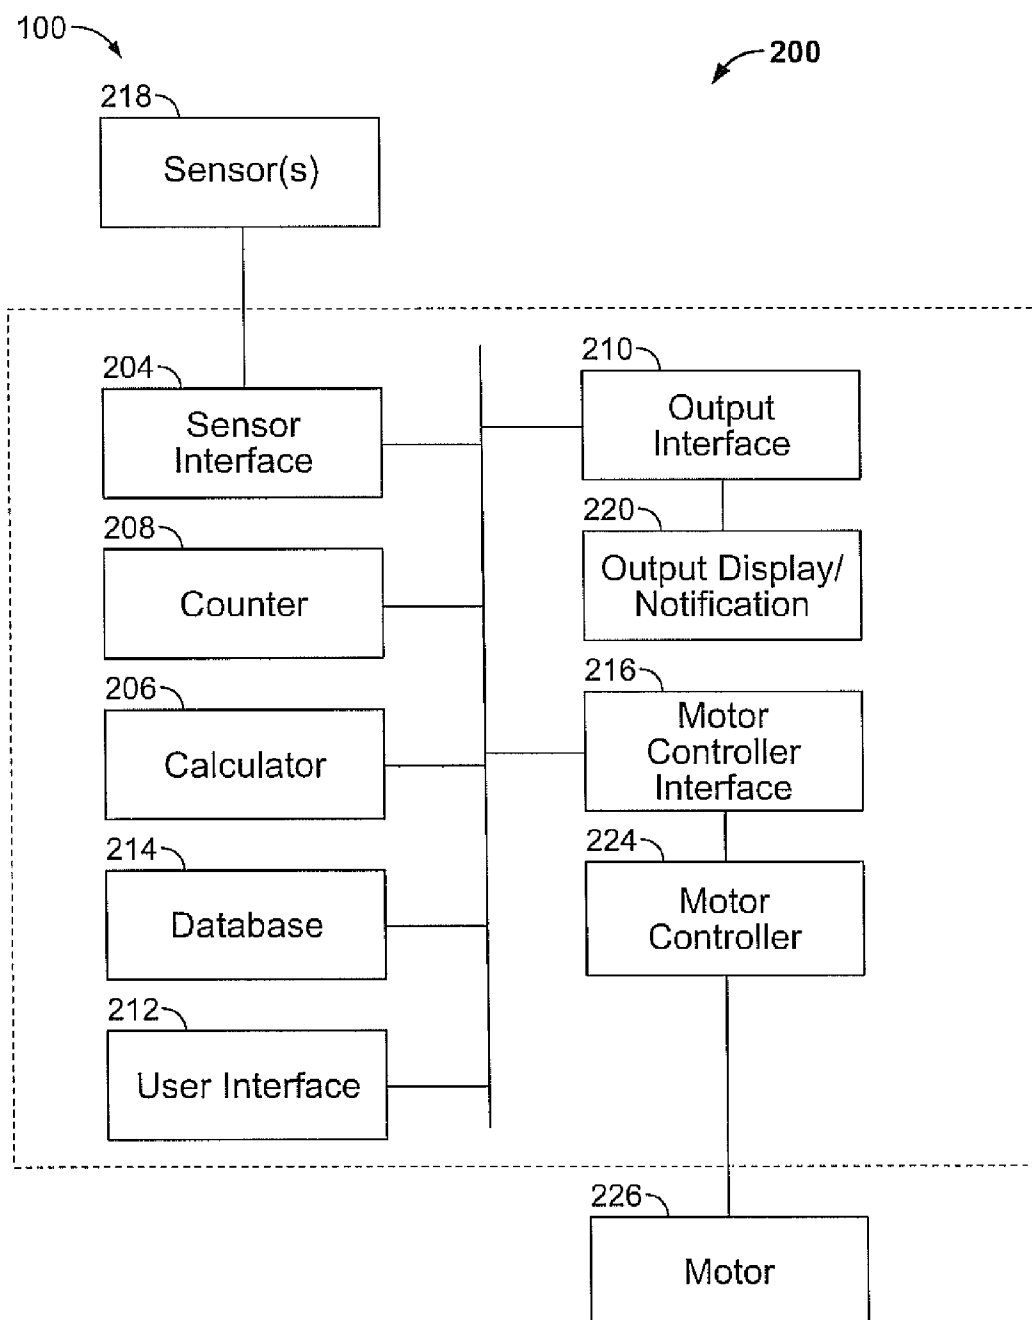 100
200
218
Sensor(s)
204
Sensor
Interface
210
Output
Interface
208
Counter
220
Output Display/
Notification
206
Calculator
216
Motor
Controller
Interface
214
Database
224
Motor
Controller
212
User Interface
226
Motor